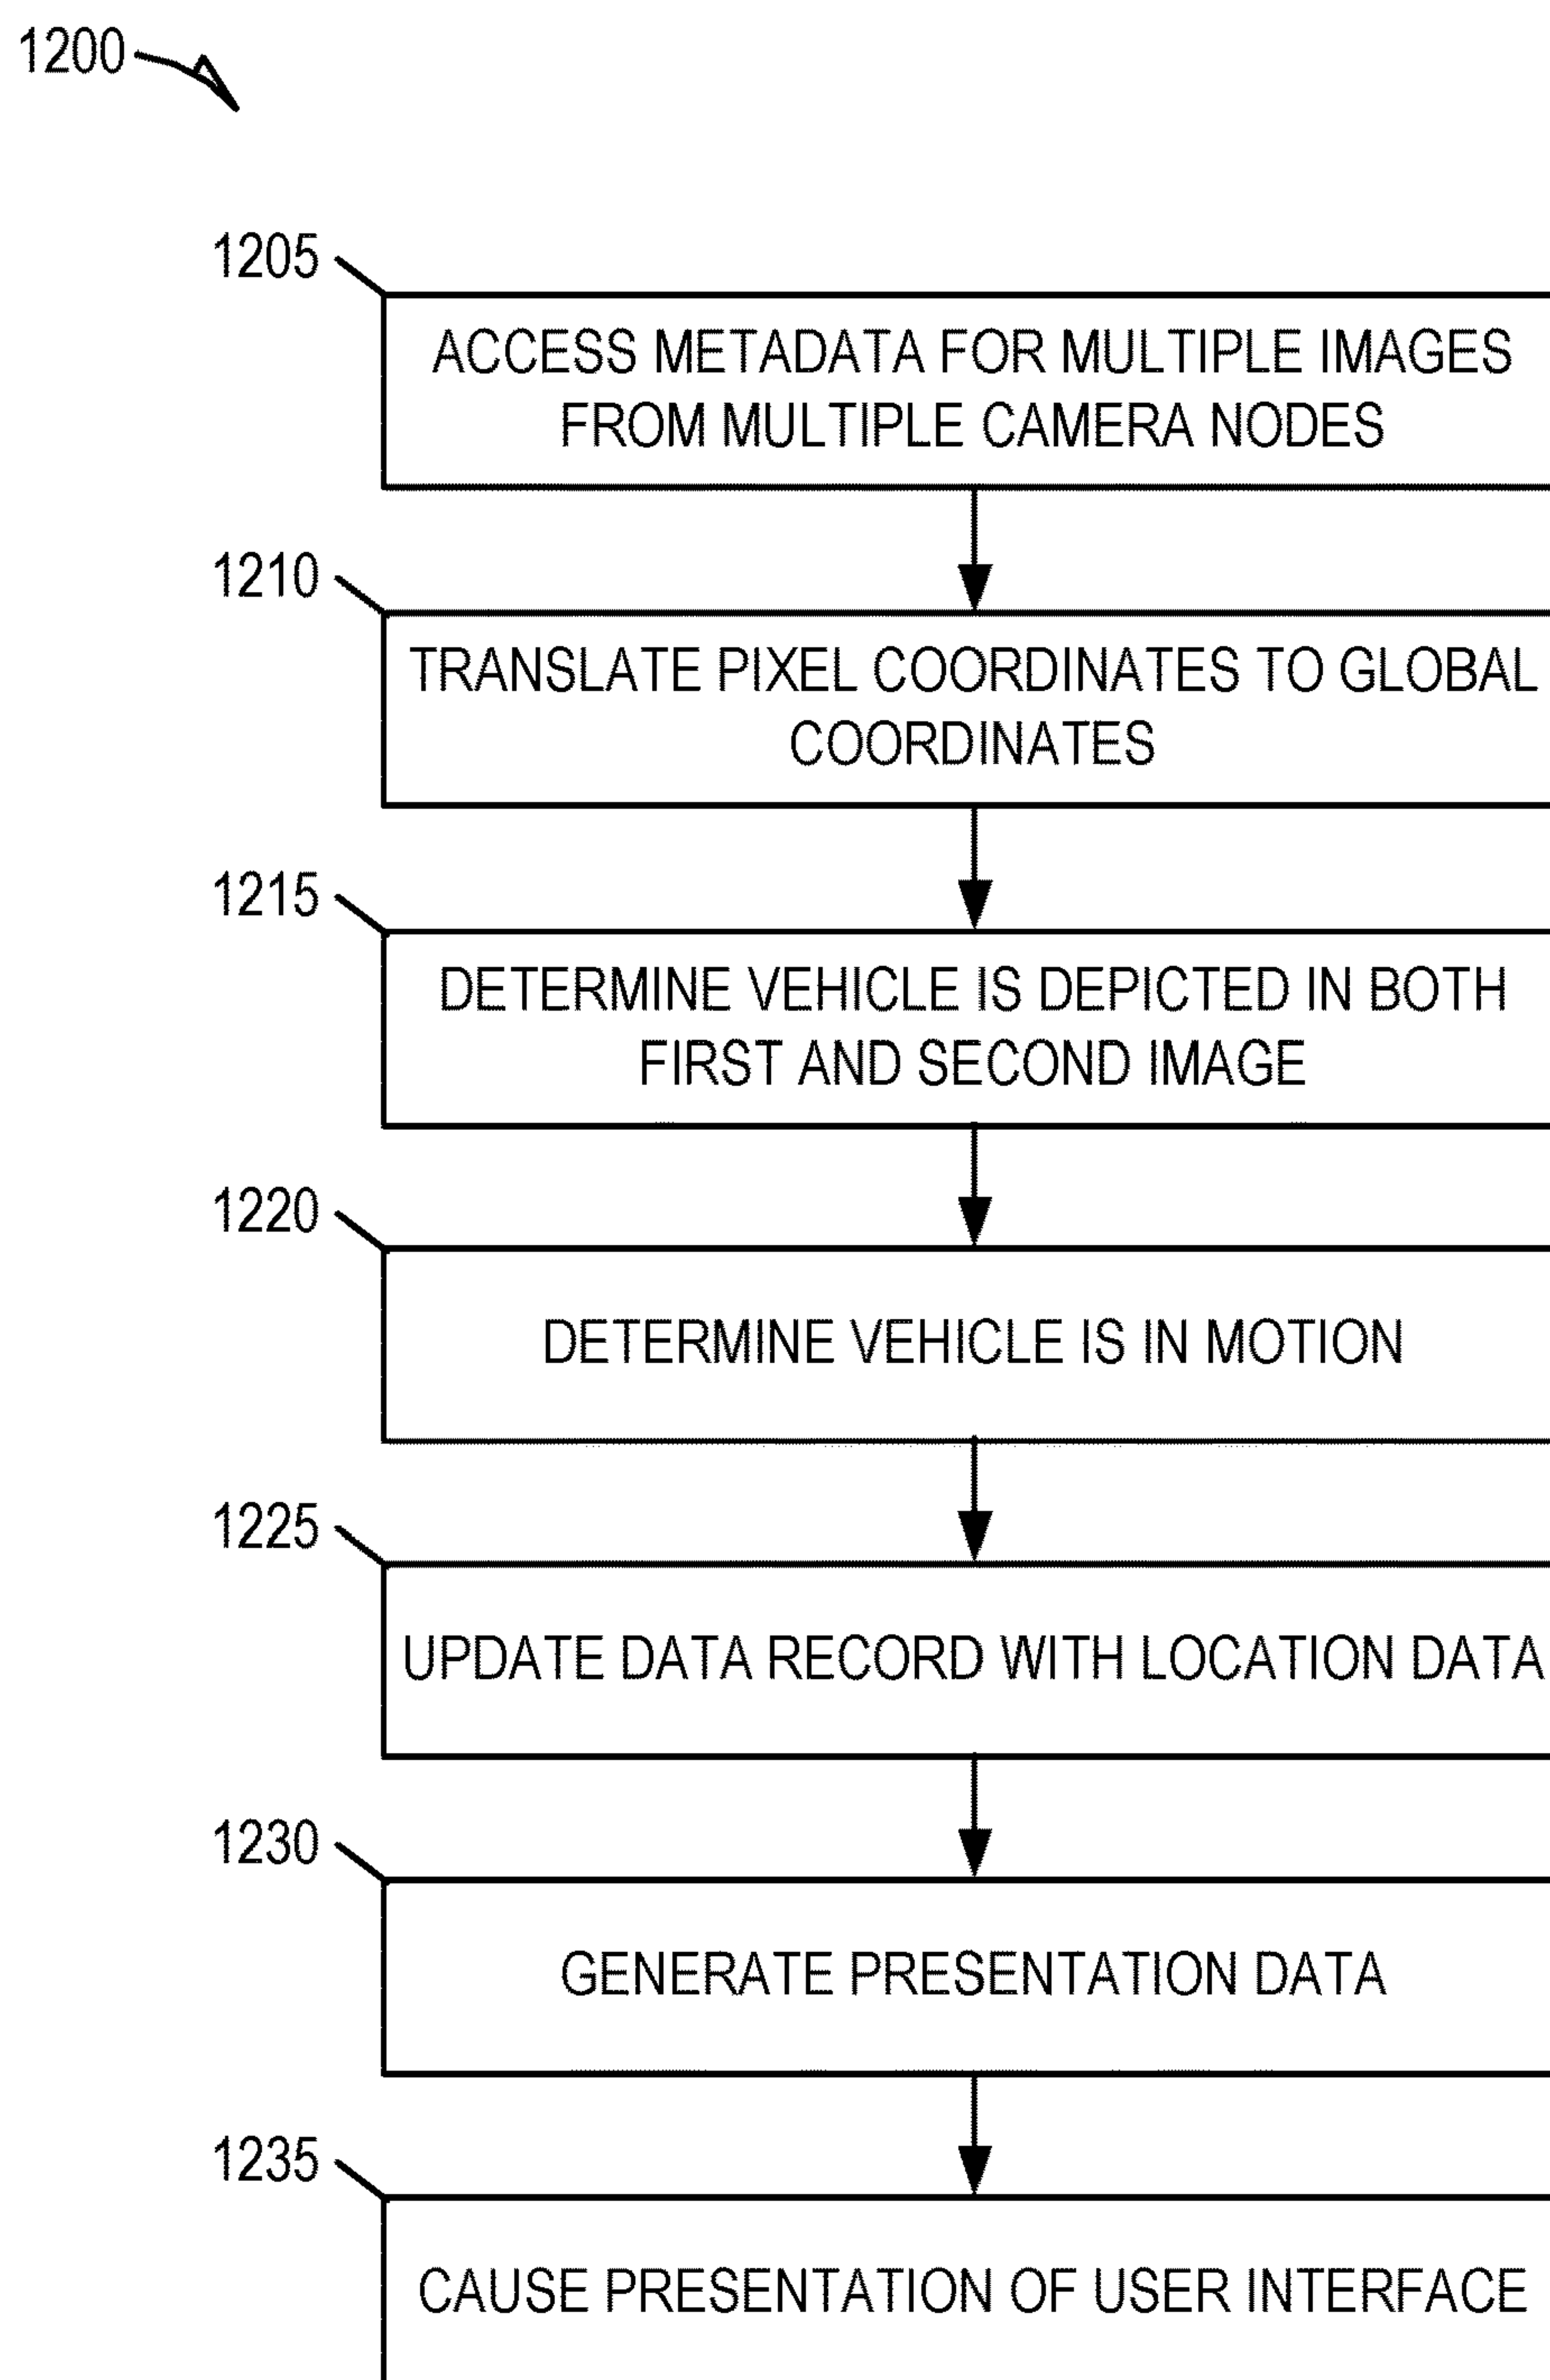 1200
1205
ACCESS METADATA FOR MULTIPLE IMAGES
FROM MULTIPLE CAMERA NODES
1210
TRANSLATE PIXEL COORDINATES TO GLOBAL
COORDINATES
1215
DETERMINE VEHICLE IS DEPICTED IN BOTH
FIRST AND SECOND IMAGE
1220
DETERMINE VEHICLE IS IN MOTION
1225
UPDATE DATA RECORD WITH LOCATION DATA
1230
GENERATE PRESENTATION DATA
1235
CAUSE PRESENTATION OF USER INTERFACE